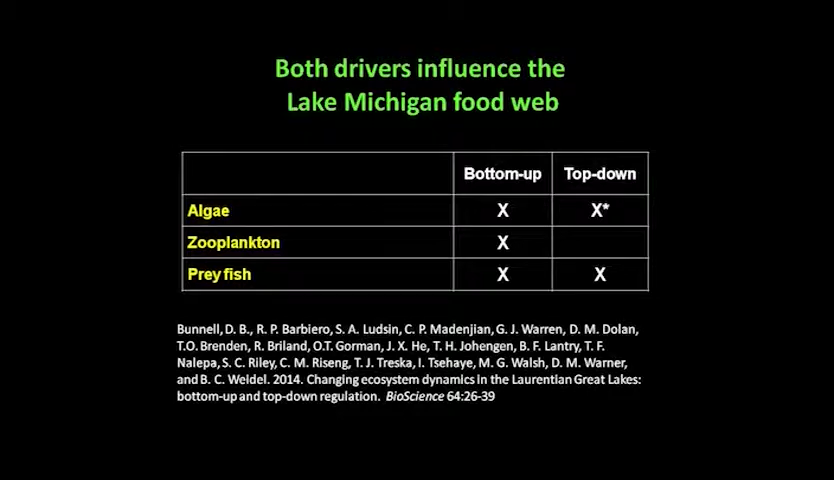 Both drivers influence the
Lake Michigan food web
Bottom-up Top-down
Algae X X*
Zooplankton X
Prey fish X X
Bunnell, D. B., R. P. Barbiero, S. A. Ludsin, C. P. Madenjian, G. J. Warren, D. M. Dolan,
T.O. Brenden, R. Briland, O.T. Gorman, J. X. He, T. H. Johengen, B. F. Lantry, T. F.
Nalepa, S. C. Riley, C. M. Riseng, T. J. Treska, I. Tsehaye, M. G. Walsh, D. M. Warner,
and B. C. Weidel. 2014. Changing ecosystem dynamics in the Laurentian Great Lakes:
bottom-up and top-down regulation. BioScience 64:26-39